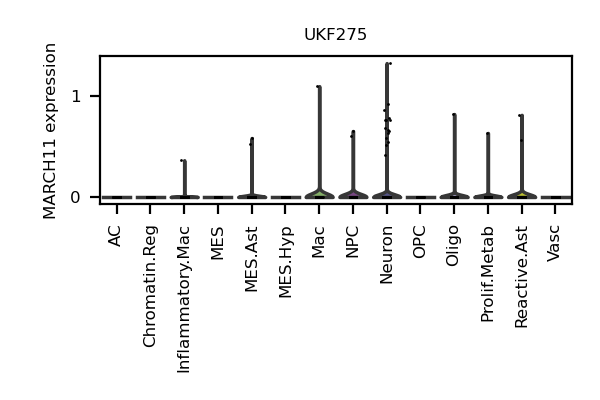 UKF275
MARCH11 expression
1
0
AC
Chromatin.Reg
Inflammatory.Mac
MES
MES.Ast
MES.Hyp
Mac
NPC
Neuron
OPC
Oligo
Prolif.Metab
Reactive.Ast
Vasc